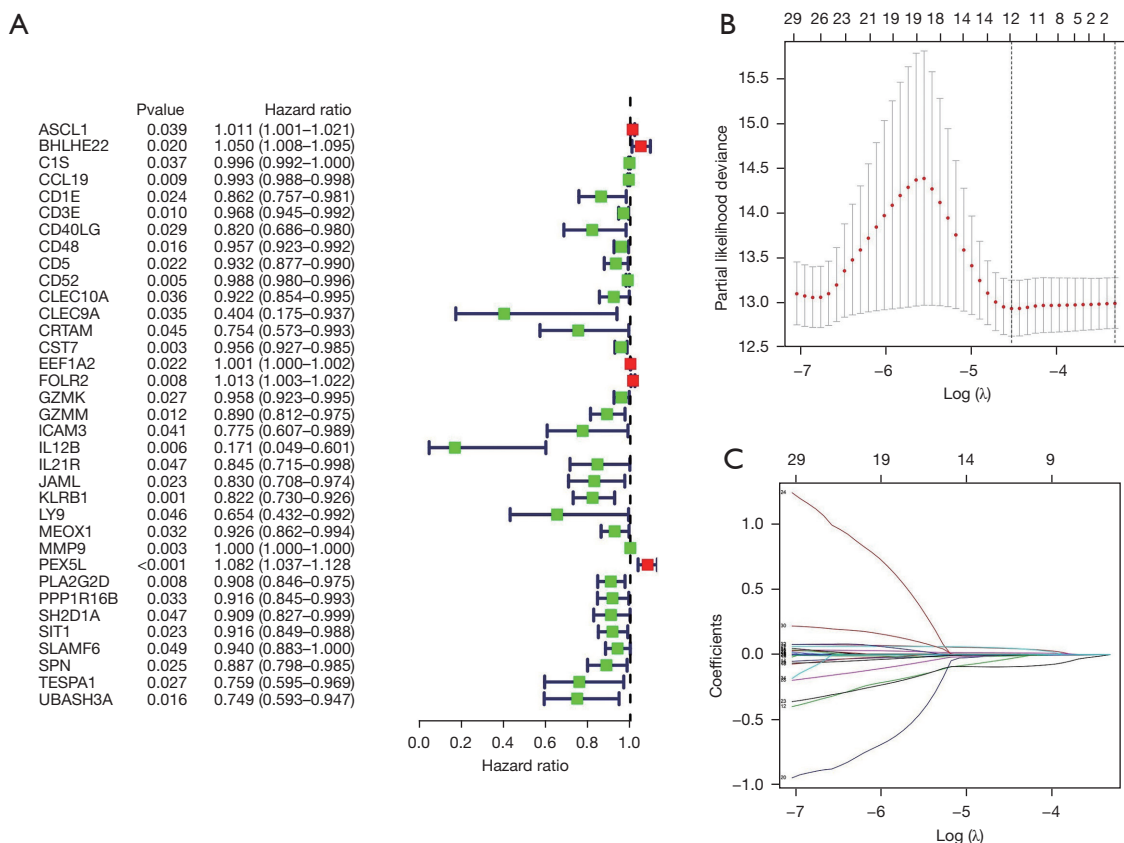 A
Pvalue Hazard ratio
ASCL1 0.039 1.011 (1.001–1.021)
BHLHE22 0.020 1.050 (1.008–1.095)
C1S 0.037 0.996 (0.992–1.000)
CCL19 0.009 0.993 (0.988–0.998)
CD1E 0.024 0.862 (0.757–0.981)
CD3E 0.010 0.968 (0.945–0.992)
CD40LG 0.029 0.820 (0.686–0.980)
CD48 0.016 0.957 (0.923–0.992)
CD5 0.022 0.932 (0.877–0.990)
CD52 0.005 0.988 (0.980–0.996)
CLEC10A 0.036 0.922 (0.854–0.995)
CLEC9A 0.035 0.404 (0.175–0.937)
CRTAM 0.045 0.754 (0.573–0.993)
CST7 0.003 0.956 (0.927–0.985)
EEF1A2 0.022 1.001 (1.000–1.002)
FOLR2 0.008 1.013 (1.003–1.022)
GZMK 0.027 0.958 (0.923–0.995)
GZMM 0.012 0.890 (0.812–0.975)
ICAM3 0.041 0.775 (0.607–0.989)
IL12B 0.006 0.171 (0.049–0.601)
IL21R 0.047 0.845 (0.715–0.998)
JAML 0.023 0.830 (0.708–0.974)
KLRB1 0.001 0.822 (0.730–0.926)
LY9 0.046 0.654 (0.432–0.992)
MEOX1 0.032 0.926 (0.862–0.994)
MMP9 0.003 1.000 (1.000–1.000)
PEX5L <0.001 1.082 (1.037–1.128
PLA2G2D 0.008 0.908 (0.846–0.975)
PPP1R16B 0.033 0.916 (0.845–0.993)
SH2D1A 0.047 0.909 (0.827–0.999)
SIT1 0.023 0.916 (0.849–0.988)
SLAMF6 0.049 0.940 (0.883–1.000)
SPN 0.025 0.887 (0.798–0.985)
TESPA1 0.027 0.759 (0.595–0.969)
UBASH3A 0.016 0.749 (0.593–0.947)
0.0 0.2 0.4 0.6 0.8 1.0
Hazard ratio
B
29 26 23 21 19 19 18 14 14 12 11 8 5 2 2
Partial likelihood deviance
15.5
15.0
14.5
14.0
13.5
13.0
12.5
−7 −6 −5 −4
Log (λ)
C
29 19 14 9
Coefficients
1.0
0.5
0.0
−0.5
−1.0
24
30
23
12
20
−7 −6 −5 −4
Log (λ)